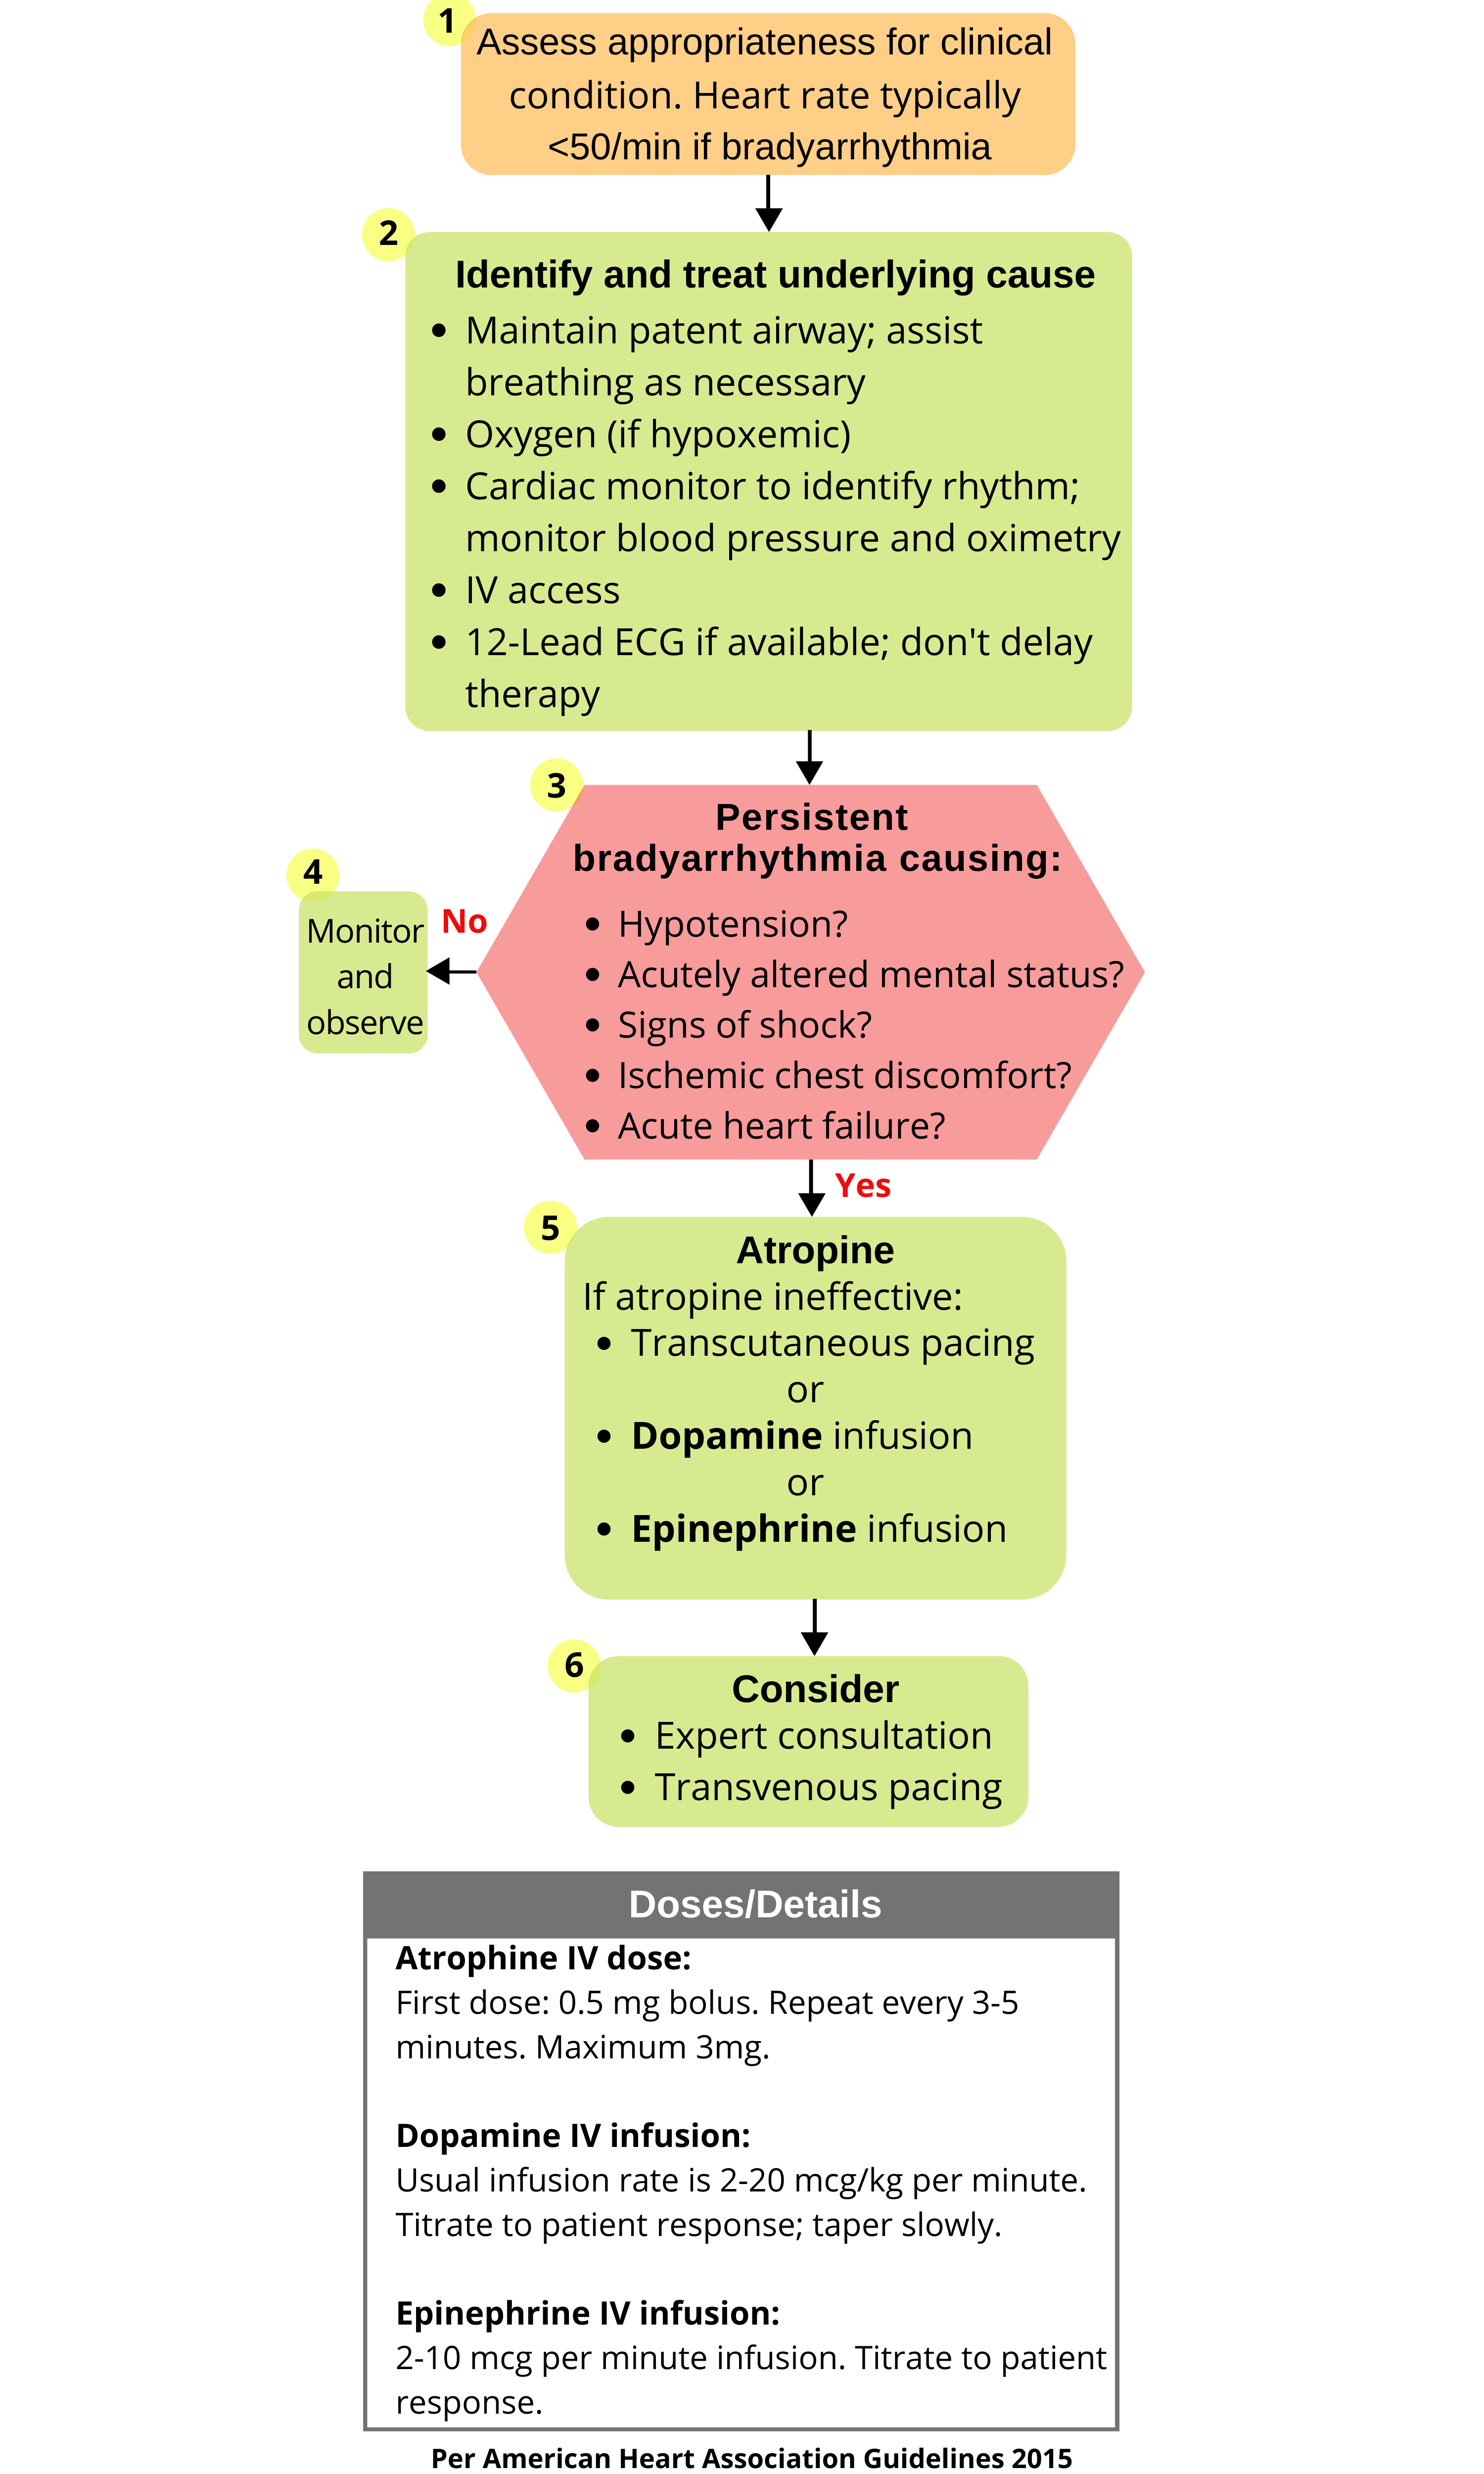 1
Assess appropriateness for clinical
condition. Heart rate typically
<50/min if bradyarrhythmia
2
Identify and treat underlying cause
• Maintain patent airway; assist
breathing as necessary
• Oxygen (if hypoxemic)
• Cardiac monitor to identify rhythm;
monitor blood pressure and oximetry
• IV access
• 12-Lead ECG if available; don't delay
therapy
3
Persistent
bradyarrhythmia causing:
• Hypotension?
• Acutely altered mental status?
• Signs of shock?
• Ischemic chest discomfort?
• Acute heart failure?
No
4
Monitor
and
observe
Yes
5
Atropine
If atropine ineffective:
• Transcutaneous pacing
or
• Dopamine infusion
or
• Epinephrine infusion
6
Consider
• Expert consultation
• Transvenous pacing
Doses/Details
Atrophine IV dose:
First dose: 0.5 mg bolus. Repeat every 3-5
minutes. Maximum 3mg.
Dopamine IV infusion:
Usual infusion rate is 2-20 mcg/kg per minute.
Titrate to patient response; taper slowly.
Epinephrine IV infusion:
2-10 mcg per minute infusion. Titrate to patient
response.
Per American Heart Association Guidelines 2015